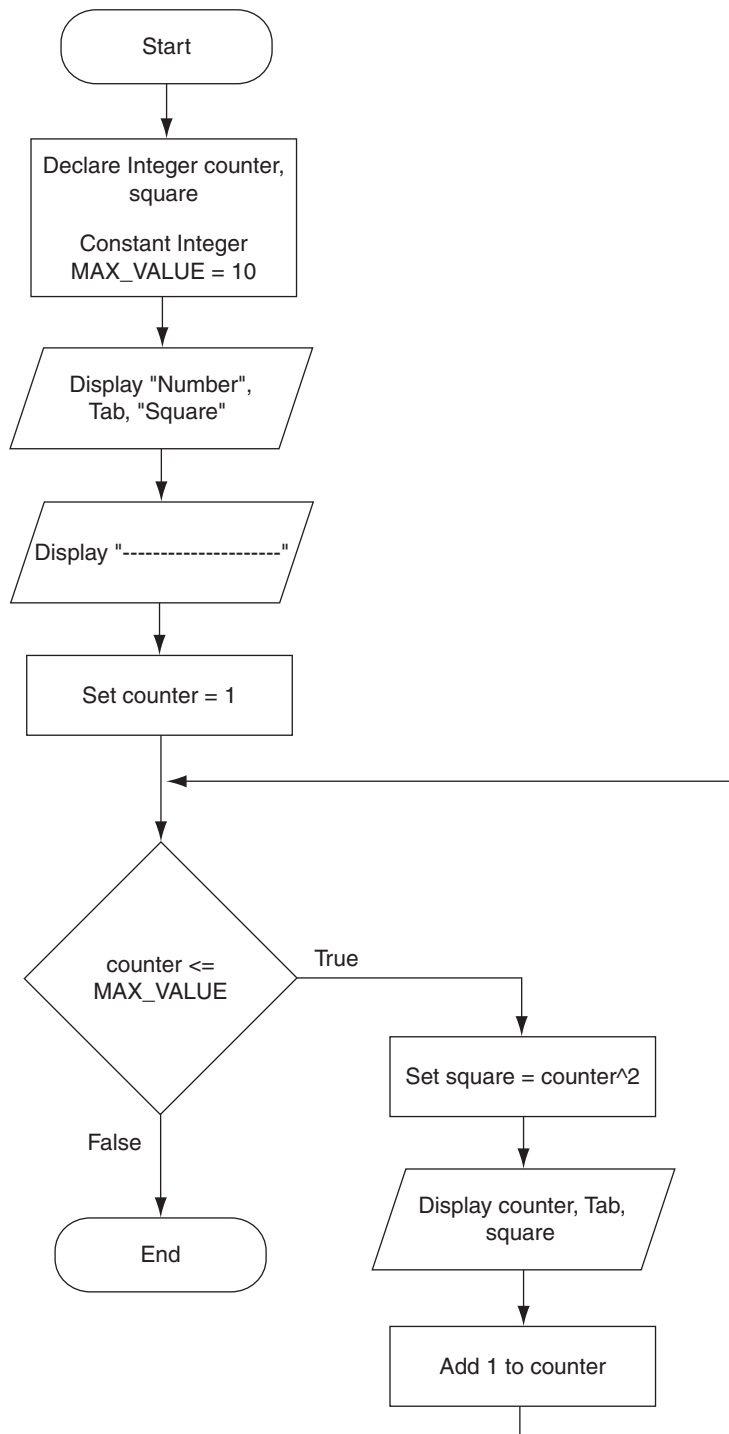 Start
Declare Integer counter,
square
Constant Integer
MAX_VALUE = 10
Display "Number",
Tab, "Square"
Display "---------------------"
Set counter = 1
counter <=
MAX_VALUE
True
Set square = counter^2
False
Display counter, Tab,
square
End
Add 1 to counter